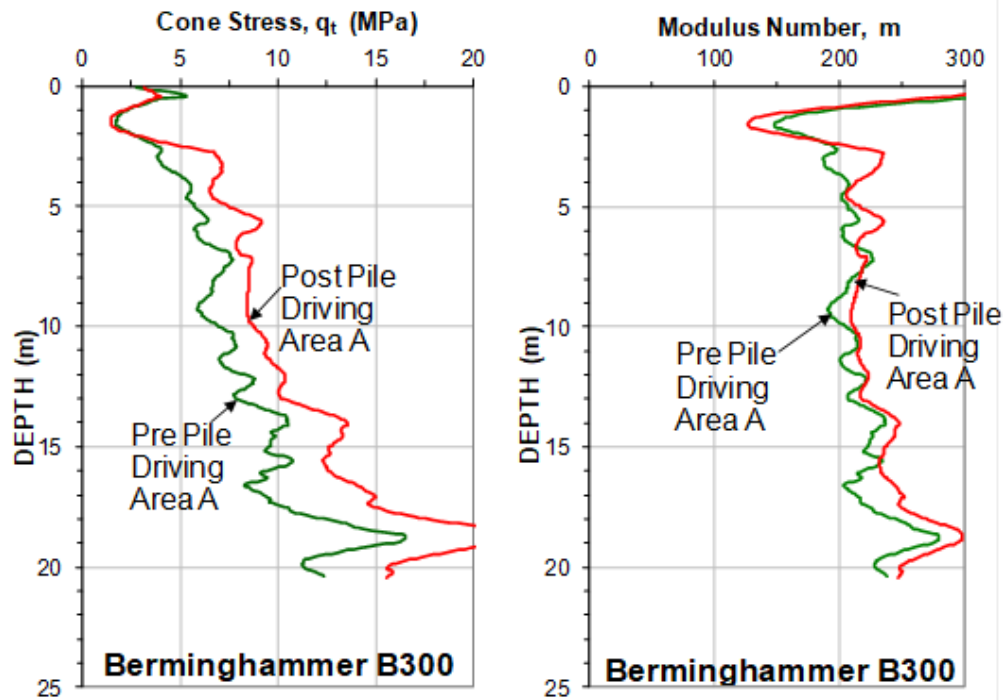 Cone Stress, qt (MPa)
0 5 10 15 20
0
5
10
15
20
25
DEPTH (m)
Post Pile
Driving
Area A
Pre Pile
Driving
Area A
Berminghammer B300
Modulus Number, m
0 100 200 300
0
5
10
15
20
25
DEPTH (m)
Pre Pile
Driving
Area A
Post Pile
Driving
Area A
Berminghammer B300